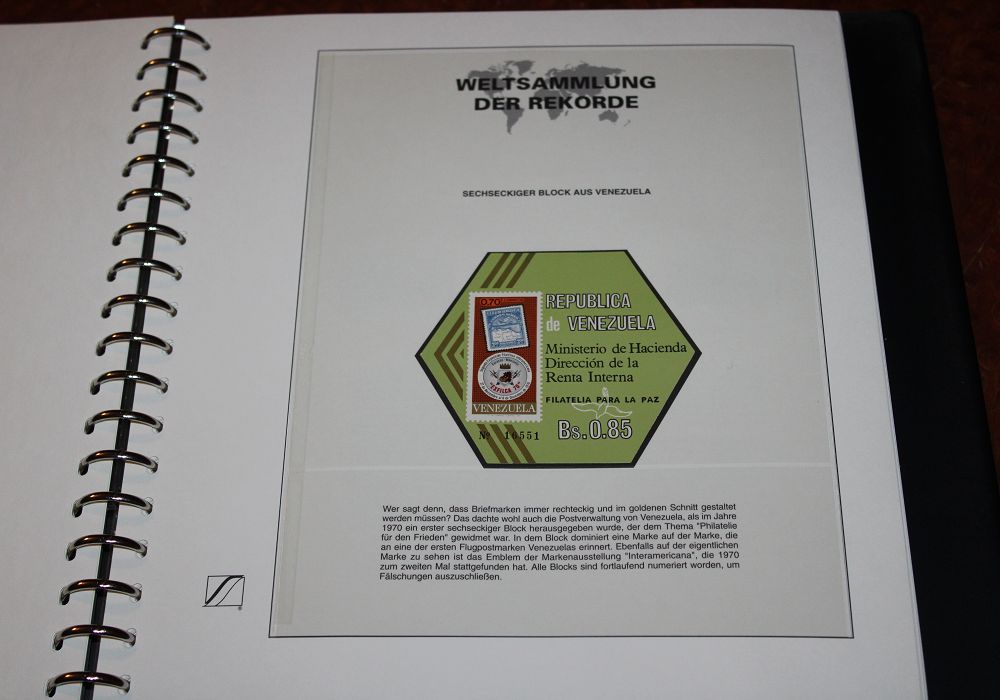 WELTSAMMLUNG
DER REKORDE
SECHSECKIGER BLOCK AUS VENEZUELA
0.70
"EXFILCA 70"
VENEZUELA
REPUBLICA
de VENEZUELA
Ministerio de Hacienda
Dirección de la
Renta Interna
FILATELIA PARA LA PAZ
Nº 16551
Bs. 0.85
Wer sagt denn, dass Briefmarken immer rechteckig und im goldenen Schnitt gestaltet
werden müssen? Das dachte wohl auch die Postverwaltung von Venezuela, als im Jahre
1970 ein erster sechseckiger Block herausgegeben wurde, der dem Thema "Philatelie
für den Frieden" gewidmet war. In dem Block dominiert eine Marke auf der Marke, die
an eine der ersten Flugpostmarken Venezuelas erinnert. Ebenfalls auf der eigentlichen
Marke zu sehen ist das Emblem der Markenausstellung "Interamericana", die 1970
zum zweiten Mal stattgefunden hat. Alle Blocks sind fortlaufend numeriert worden, um
Fälschungen auszuschließen.